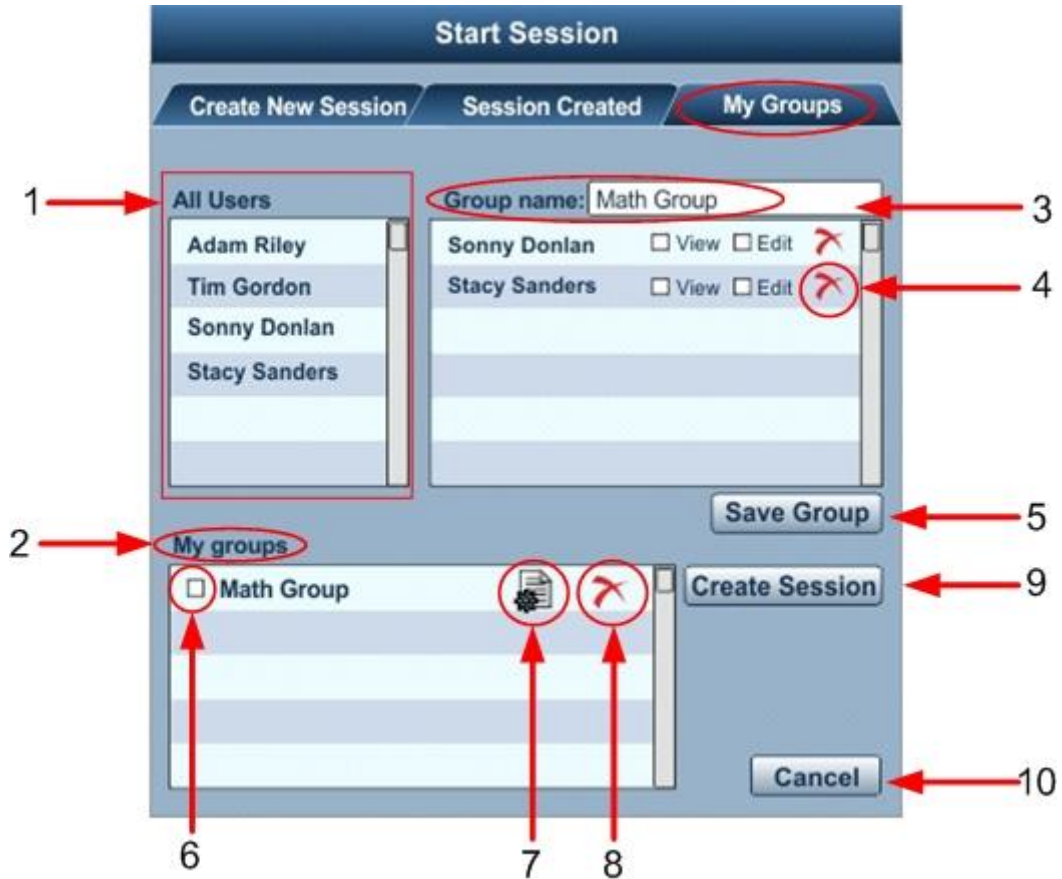 Start Session
Create New Session Session Created My Groups
1 All Users Group name: Math Group 3
Adam Riley Sonny Donlan View Edit
Tim Gordon Stacy Sanders View Edit 4
Sonny Donlan
Stacy Sanders
Save Group 5
2 My groups
Math Group Create Session 9
Cancel 10
6 7 8